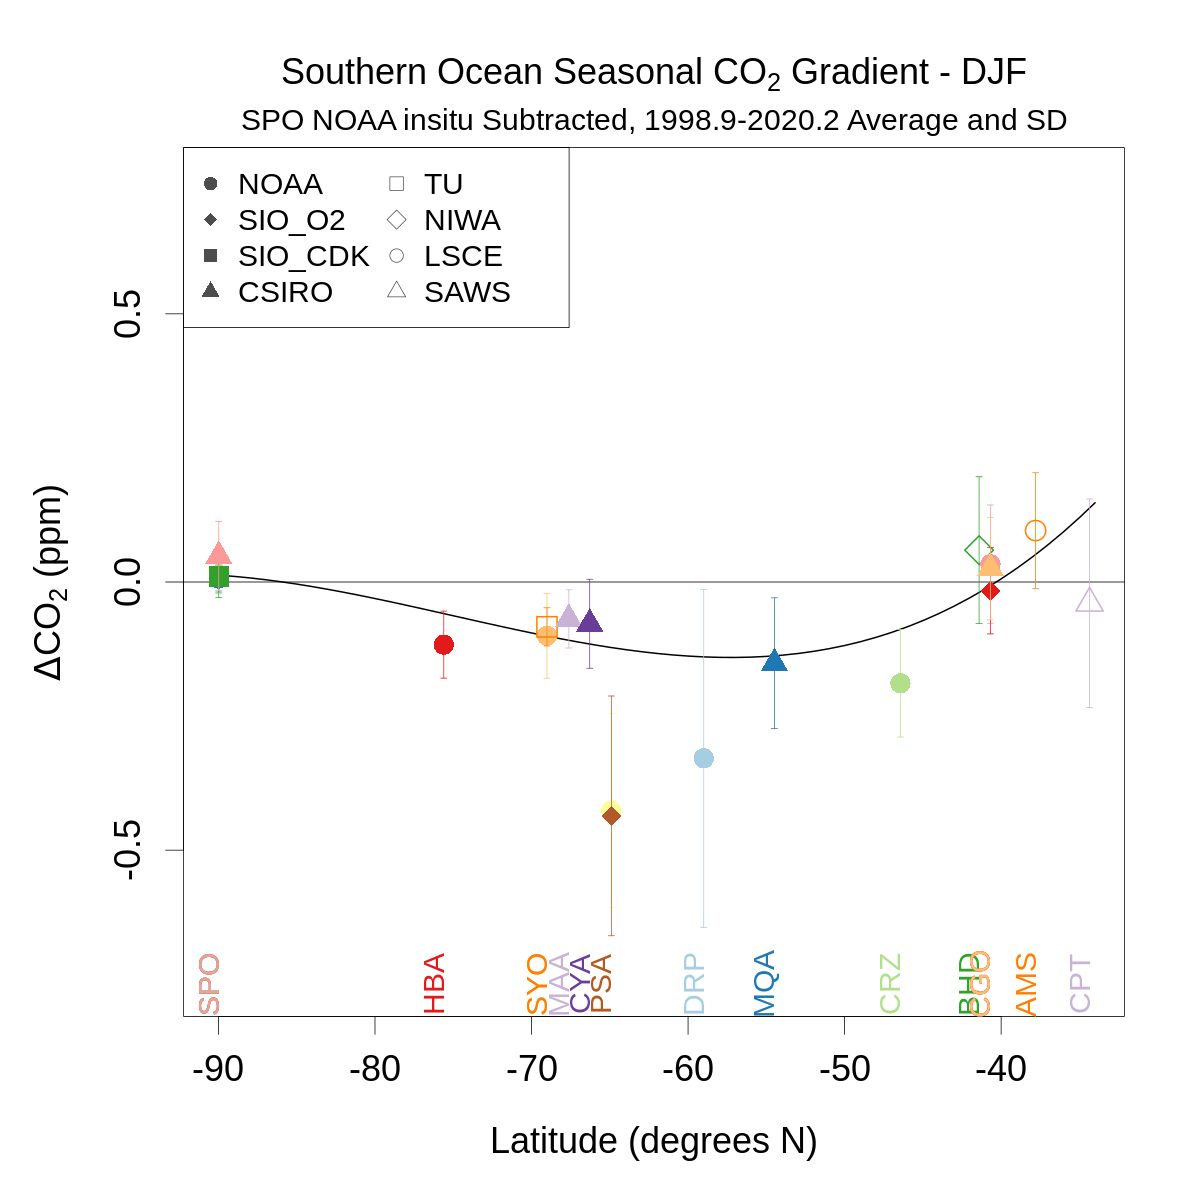 Southern Ocean Seasonal CO2 Gradient - DJF
SPO NOAA insitu Subtracted, 1998.9-2020.2 Average and SD
NOAA
SIO_O2
SIO_CDK
CSIRO
TU
NIWA
LSCE
SAWS
0.5
0.0
-0.5
ΔCO2 (ppm)
SPO
HBA
SYO
MAA
CYA
PSA
DRP
MQA
CRZ
BHD
CGO
AMS
CPT
-90
-80
-70
-60
-50
-40
Latitude (degrees N)